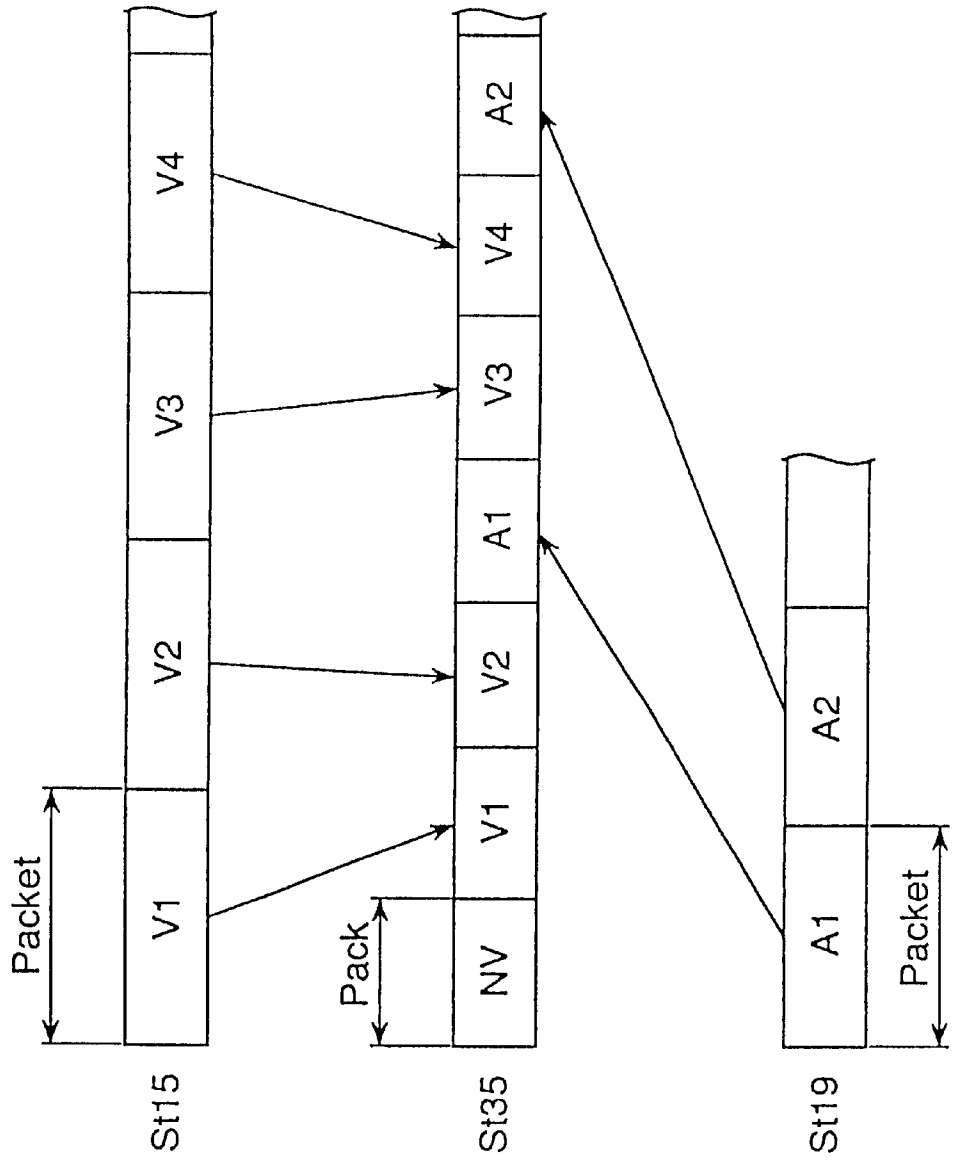 Packet
St15 V1 V2 V3 V4
Pack
St35 NV V1 V2 A1 V3 V4 A2
St19 A1 A2
Packet